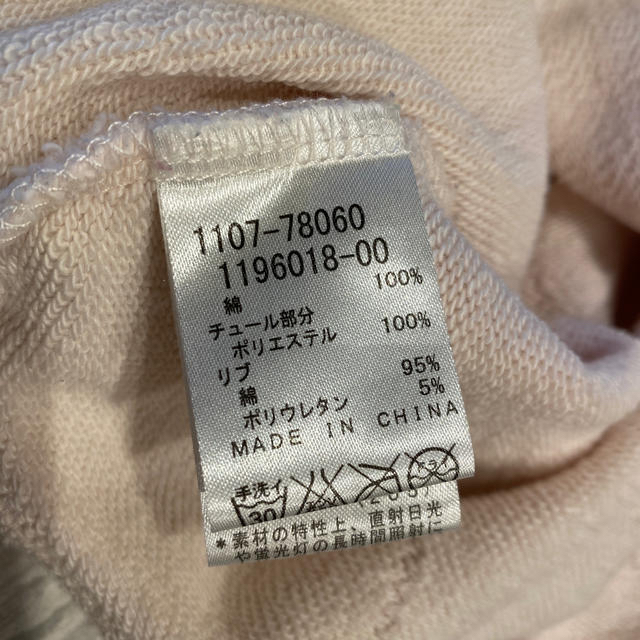 1107-78060
1196018-00
綿 100%
チュール部分
ポリエステル 100%
リブ
綿 95%
ポリウレタン 5%
MADE IN CHINA
手洗イ
30
*素材の特性上、直射日光
や蛍光灯の長時間照射に